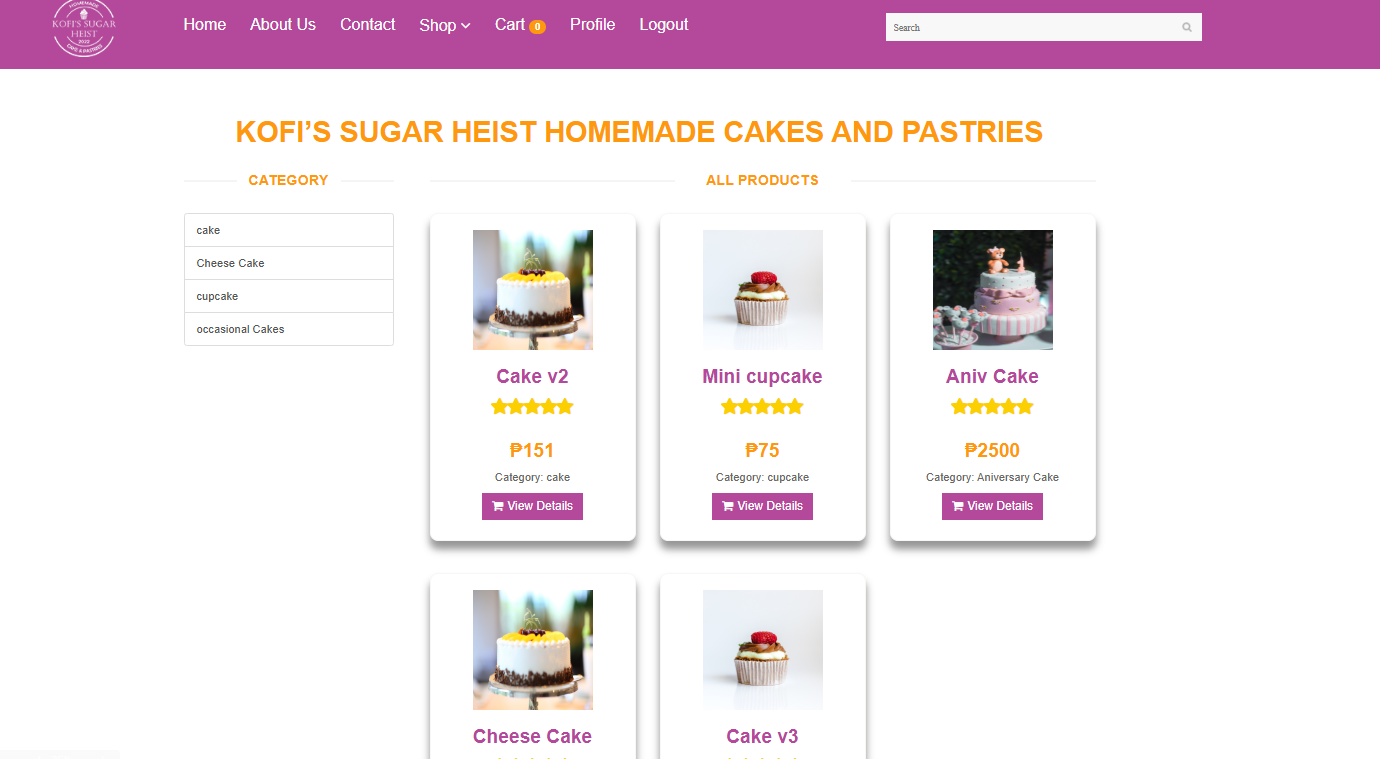 HOMEMADE
KOFI'S SUGAR
HEIST
2022
CAKE & PASTRIES
Home
About Us
Contact
Shop
Cart 0
Profile
Logout
Search
KOFI’S SUGAR HEIST HOMEMADE CAKES AND PASTRIES
CATEGORY
cake
Cheese Cake
cupcake
occasional Cakes
ALL PRODUCTS
Cake v2
₱151
Category: cake
View Details
Mini cupcake
₱75
Category: cupcake
View Details
Aniv Cake
₱2500
Category: Aniversary Cake
View Details
Cheese Cake
Cake v3